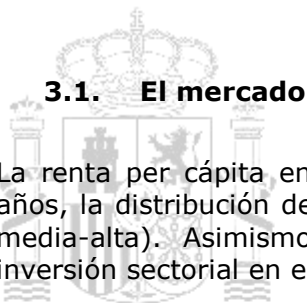 3.1. El mercado
La renta per cápita en
años, la distribución de
media-alta). Asimismo
inversión sectorial en e